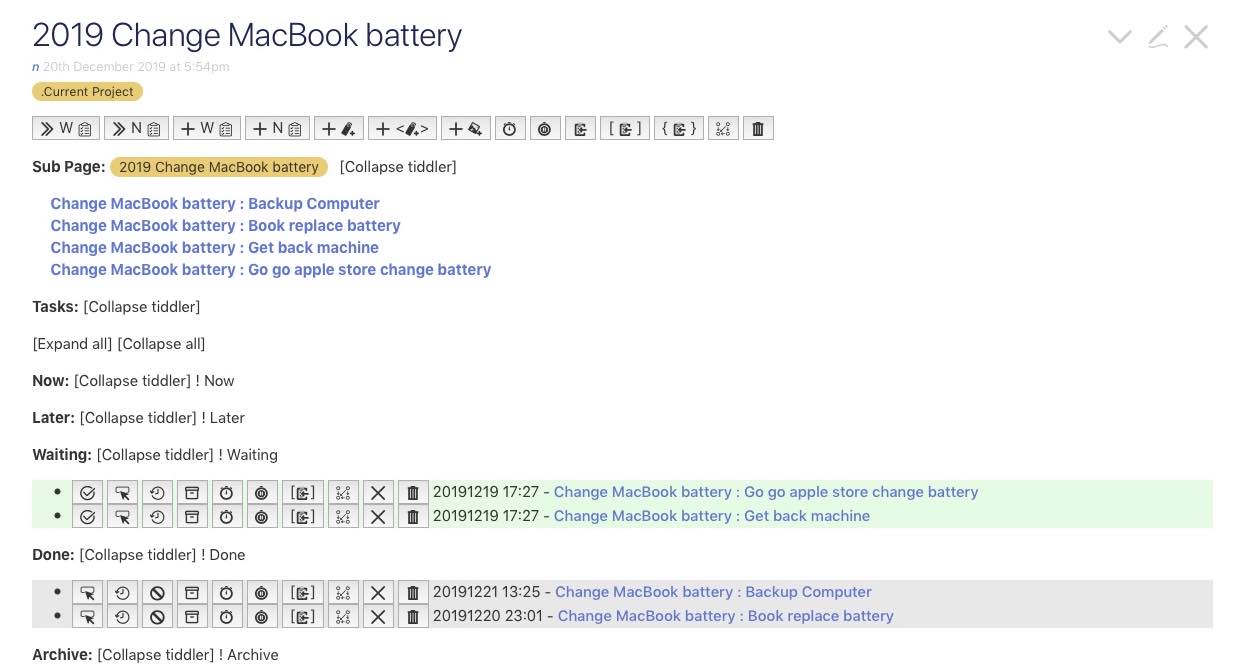 2019 Change MacBook battery
n 20th December 2019 at 5:54pm
.Current Project
W N + W + N + + < > + [ ] { }
Sub Page: 2019 Change MacBook battery [Collapse tiddler]
Change MacBook battery : Backup Computer
Change MacBook battery : Book replace battery
Change MacBook battery : Get back machine
Change MacBook battery : Go go apple store change battery
Tasks: [Collapse tiddler]
[Expand all] [Collapse all]
Now: [Collapse tiddler] ! Now
Later: [Collapse tiddler] ! Later
Waiting: [Collapse tiddler] ! Waiting
[ ] 20191219 17:27 - Change MacBook battery : Go go apple store change battery
[ ] 20191219 17:27 - Change MacBook battery : Get back machine
Done: [Collapse tiddler] ! Done
[ ] 20191221 13:25 - Change MacBook battery : Backup Computer
[ ] 20191220 23:01 - Change MacBook battery : Book replace battery
Archive: [Collapse tiddler] ! Archive